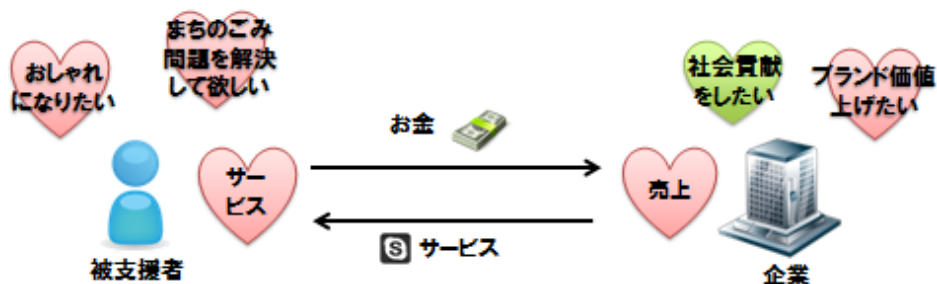 まちのごみ
問題を解決
して欲しい
おしゃれ
になりたい
社会貢献
をしたい
ブランド価値
上げたい
お金
サー
ビス
売上
S サービス
被支援者
企業